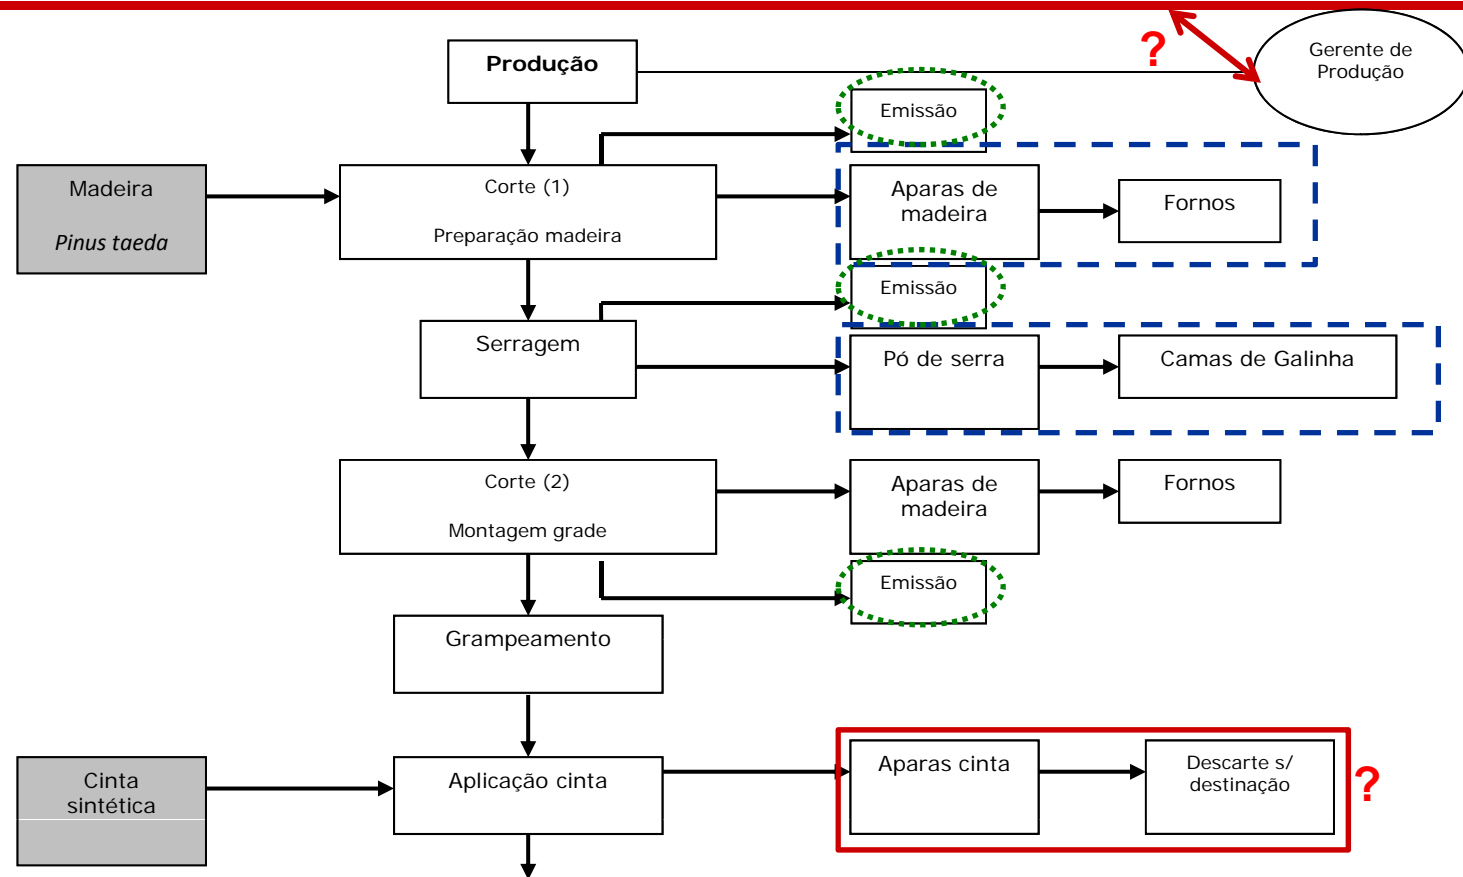 Produção
?
Gerente de
Produção
Emissão
Madeira
Pinus taeda
Corte (1)
Preparação madeira
Aparas de
madeira
Fornos
Emissão
Serragem
Pó de serra
Camas de Galinha
Corte (2)
Montagem grade
Aparas de
madeira
Fornos
Emissão
Grampeamento
Cinta
sintética
Aplicação cinta
Aparas cinta
Descarte s/
destinação
?